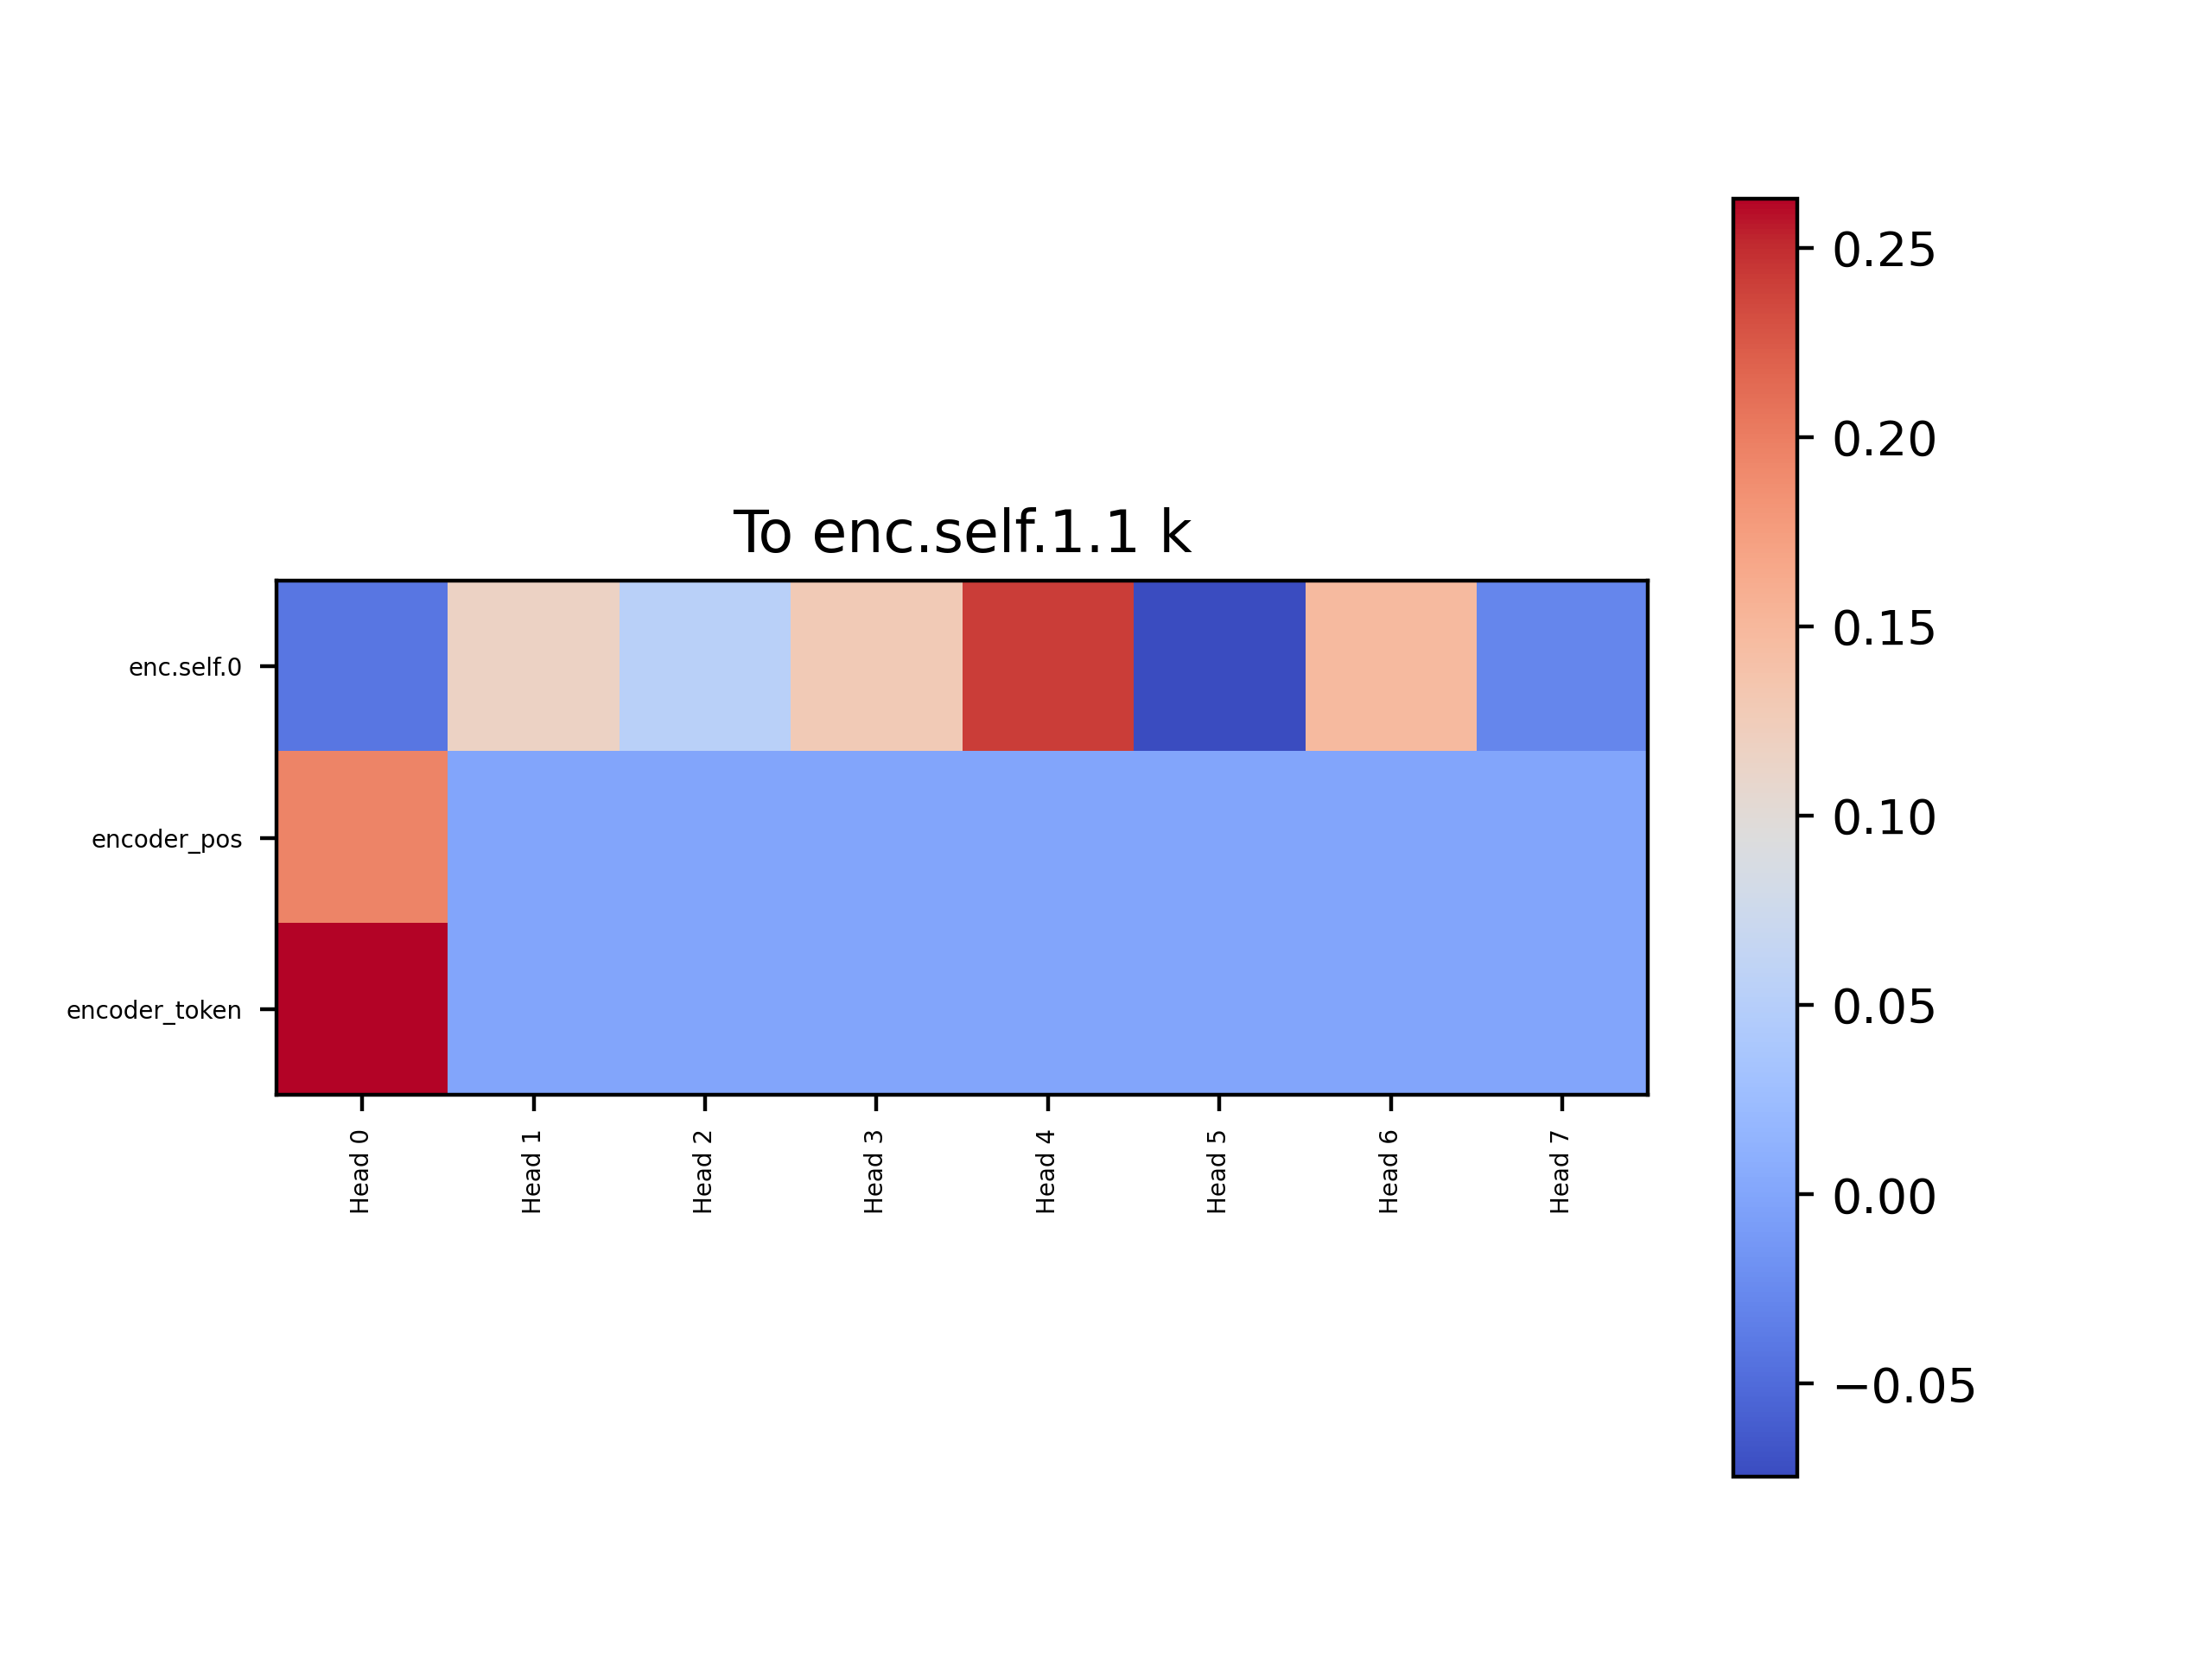 To enc.self.1.1 k
enc.self.0
encoder_pos
encoder_token
Head 0
Head 1
Head 2
Head 3
Head 4
Head 5
Head 6
Head 7
0.25
0.20
0.15
0.10
0.05
0.00
−0.05